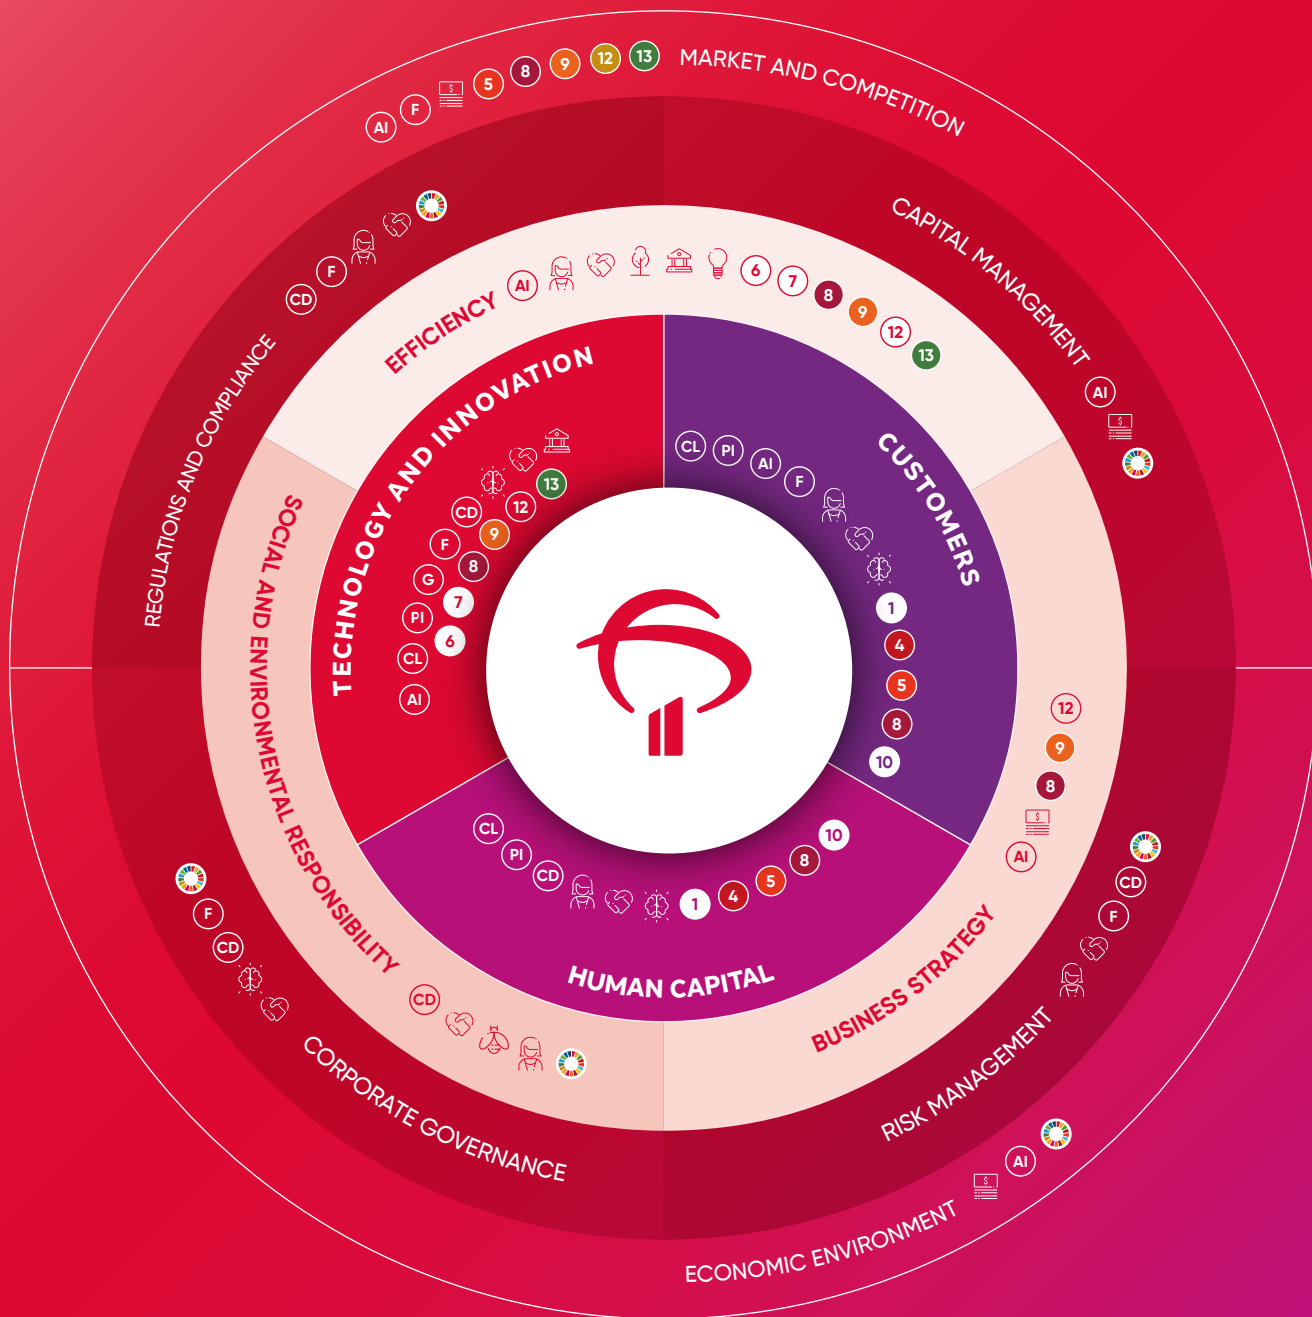 AI F 5 8 9 12 13 MARKET AND COMPETITION
REGULATIONS AND COMPLIANCE CD F
CAPITAL MANAGEMENT AI
EFFICIENCY AI 6 7 8 9 12 13
TECHNOLOGY AND INNOVATION
AI CL PI G F CD
6 7 8 9 12 13
CUSTOMERS
CL PI AI F 1 4 5 8 10
SOCIAL AND ENVIRONMENTAL RESPONSIBILITY CD
HUMAN CAPITAL
CL PI CD 1 4 5 8 10
BUSINESS STRATEGY AI 8 9 12
F CD CORPORATE GOVERNANCE
RISK MANAGEMENT F CD
ECONOMIC ENVIRONMENT $ AI